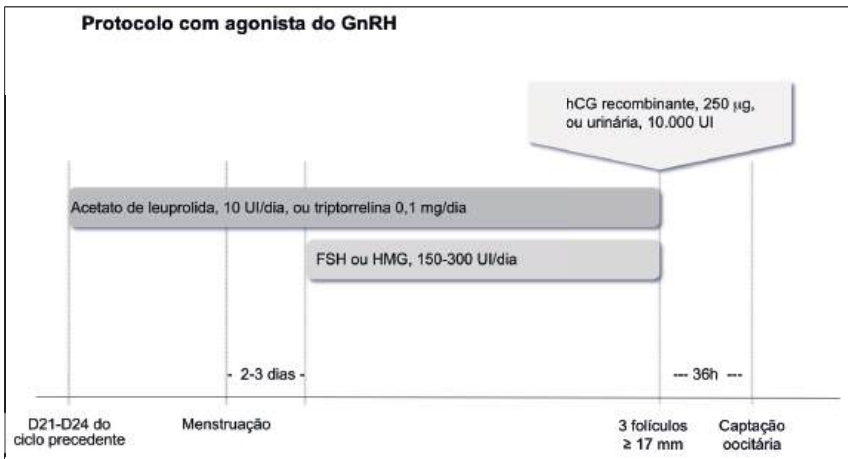 Protocolo com agonista do GnRH
hCG recombinante, 250 µg,
ou urinária, 10.000 UI
Acetato de leuprolida, 10 UI/dia, ou triptorrelina 0,1 mg/dia
FSH ou HMG, 150-300 UI/dia
- 2-3 dias -
--- 36h ---
D21-D24 do
ciclo precedente
Menstruação
3 folículos
≥ 17 mm
Captação
oocitária